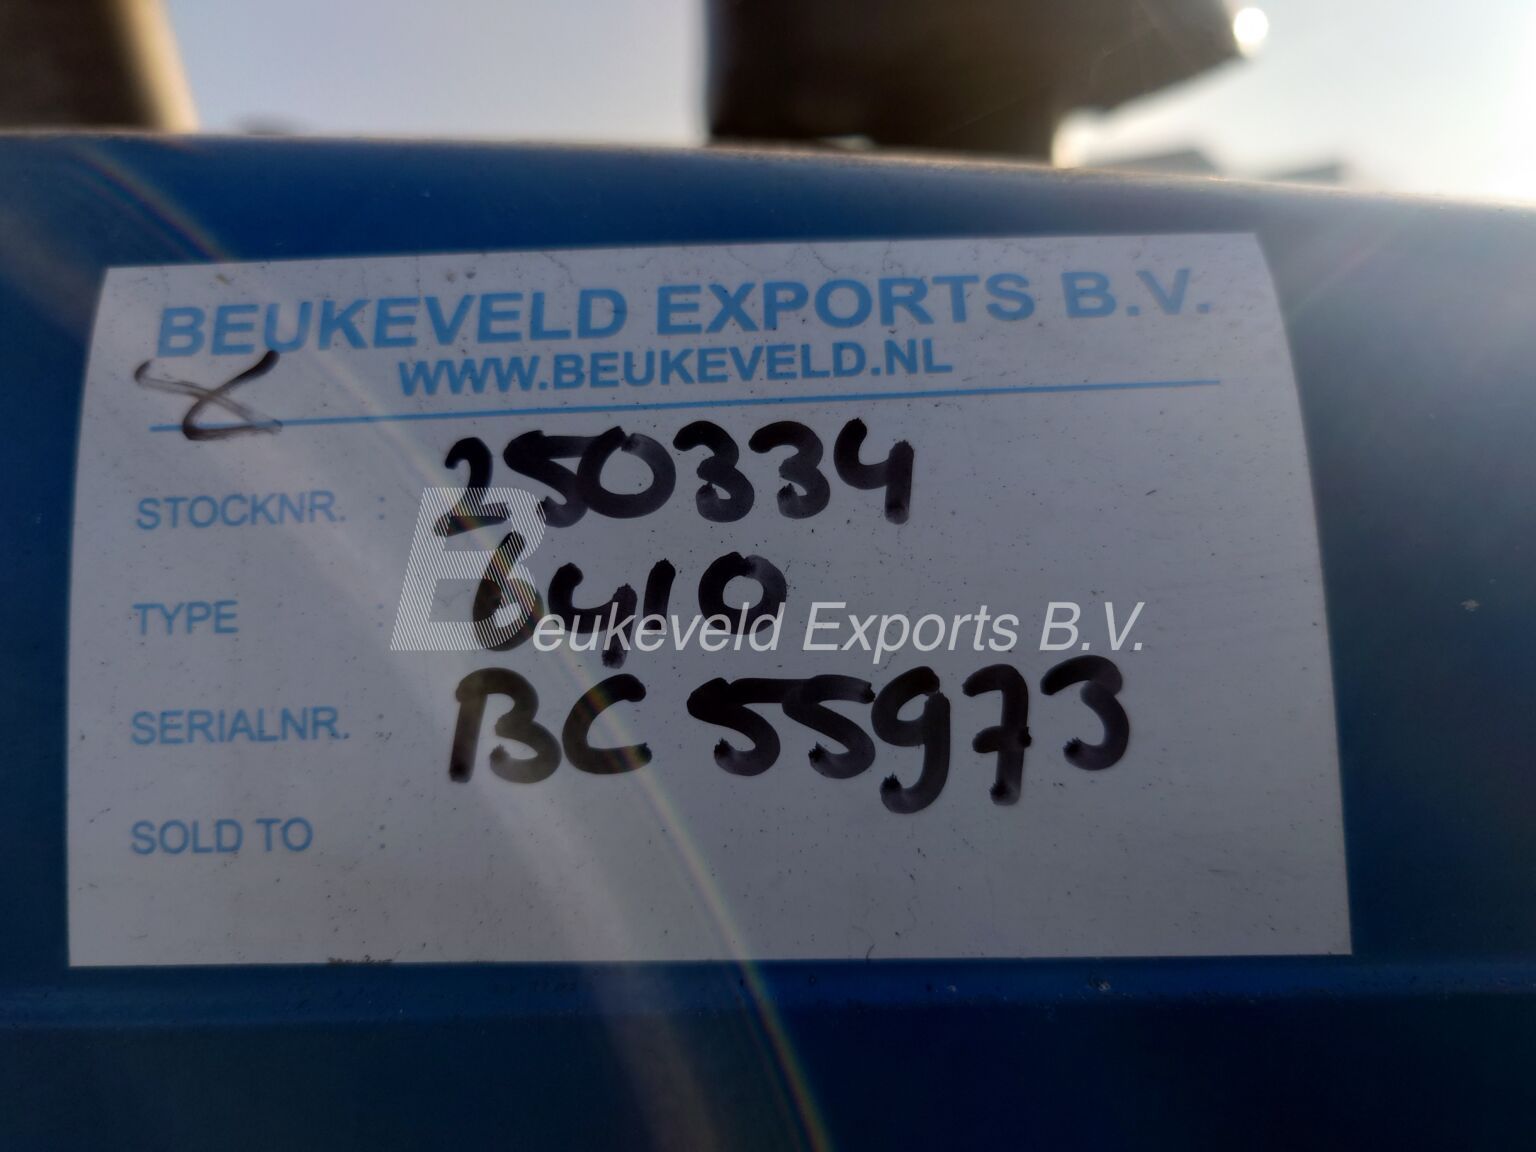 BEUKEVELD EXPORTS B.V.
WWW.BEUKEVELD.NL
STOCKNR. : 250334
TYPE : 6410
Beukeveld Exports B.V.
SERIALNR. : BC 55973
SOLD TO